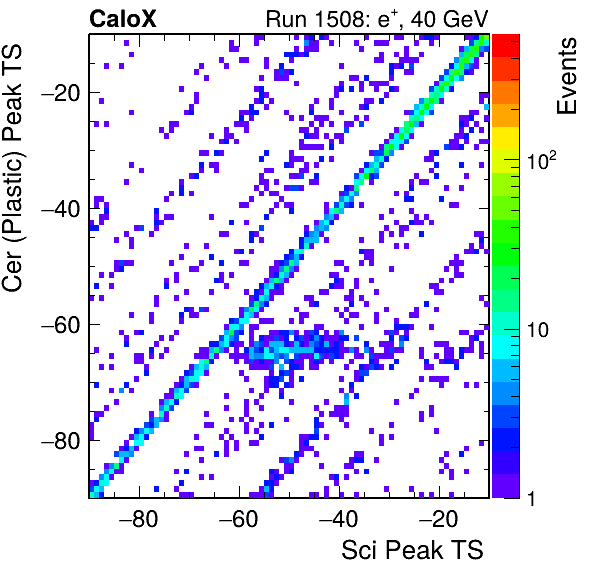 CaloX Run 1508: e⁺, 40 GeV
Cer (Plastic) Peak TS
−20
−40
−60
−80
−80 −60 −40 −20
Sci Peak TS
Events
10²
10
1